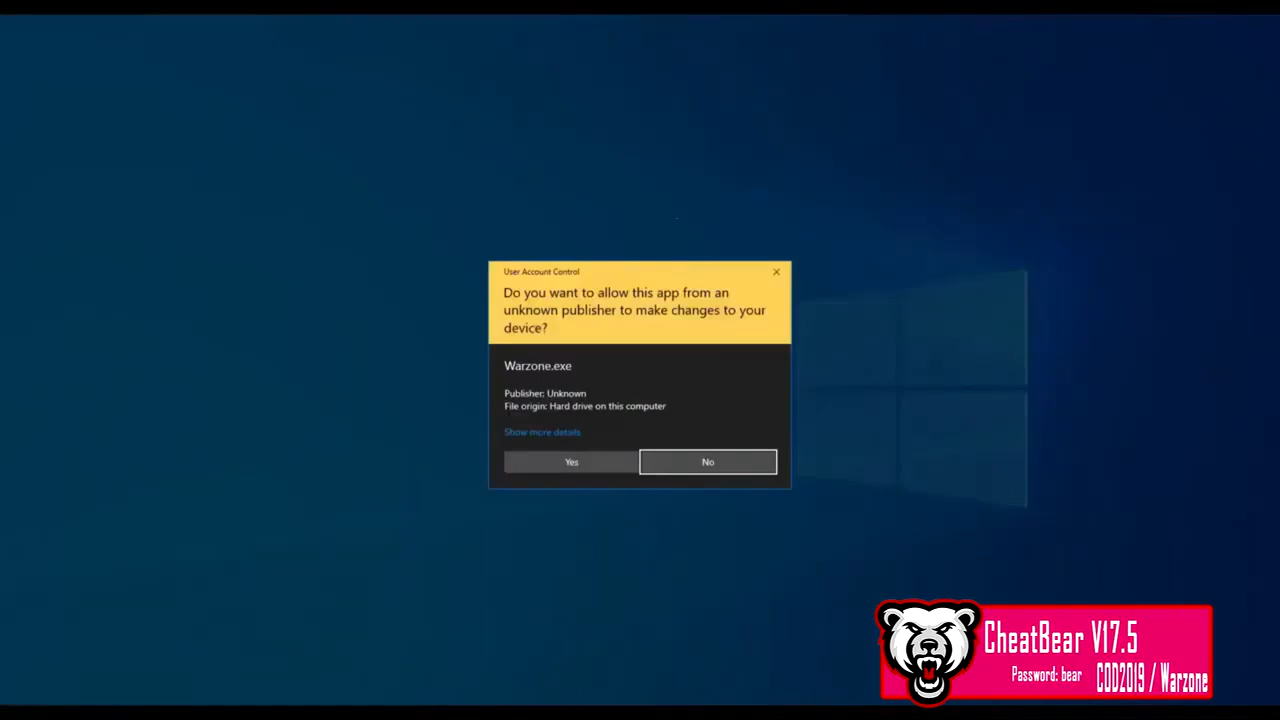 User Account Control
Do you want to allow this app from an
unknown publisher to make changes to your
device?
Warzone.exe
Publisher: Unknown
File origin: Hard drive on this computer
Show more details
Yes
No
CheatBear V17.5
Password: bear
COD2019 / Warzone